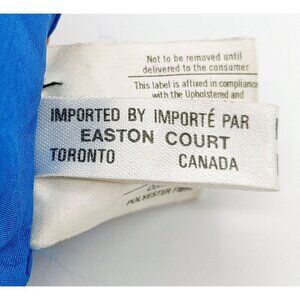 Not to be removed until
delivered to the consumer
This label is affixed in compliance
with the Upholstered and
IMPORTED BY IMPORTÉ PAR
EASTON COURT
TORONTO CANADA
POLYESTER